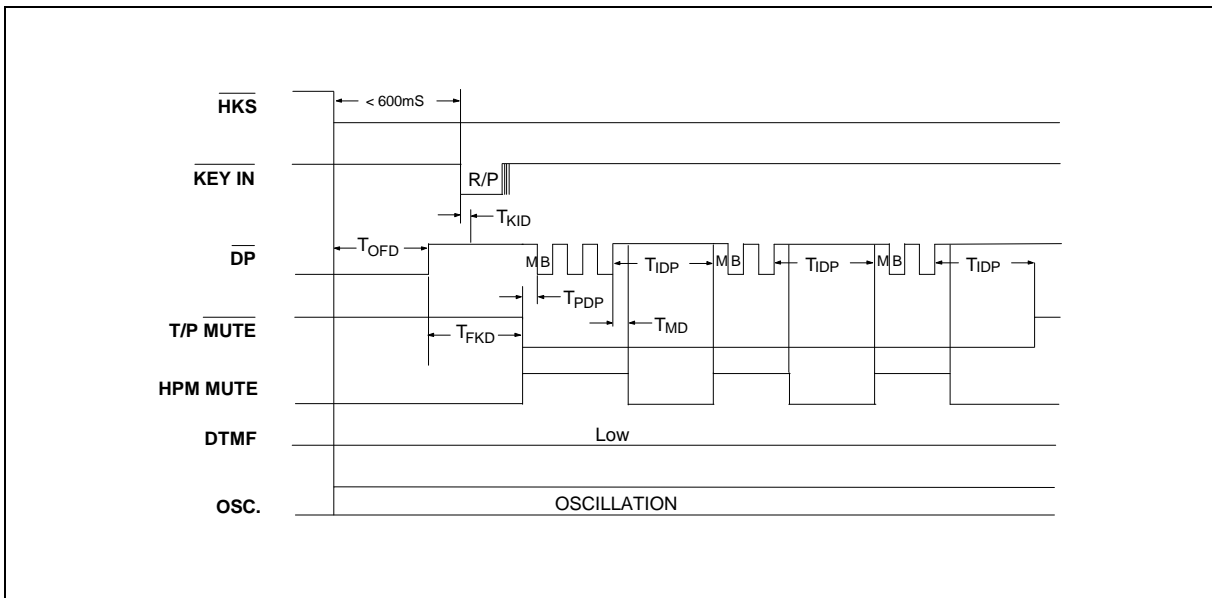 HKS
< 600mS
KEY IN
R/P
TKID
DP
TOFD
M B
TIDP
M B
TIDP
M B
TIDP
TPDP
T/P MUTE
TFKD
TMD
HPM MUTE
DTMF
Low
OSC.
OSCILLATION